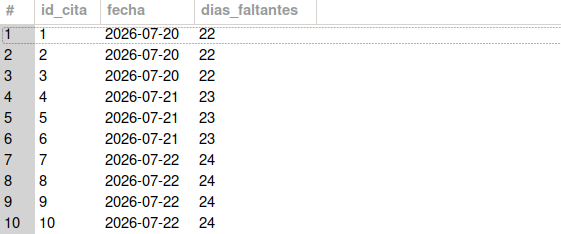 # id_cita fecha dias_faltantes
1 1 2026-07-20 22
2 2 2026-07-20 22
3 3 2026-07-20 22
4 4 2026-07-21 23
5 5 2026-07-21 23
6 6 2026-07-21 23
7 7 2026-07-22 24
8 8 2026-07-22 24
9 9 2026-07-22 24
10 10 2026-07-22 24